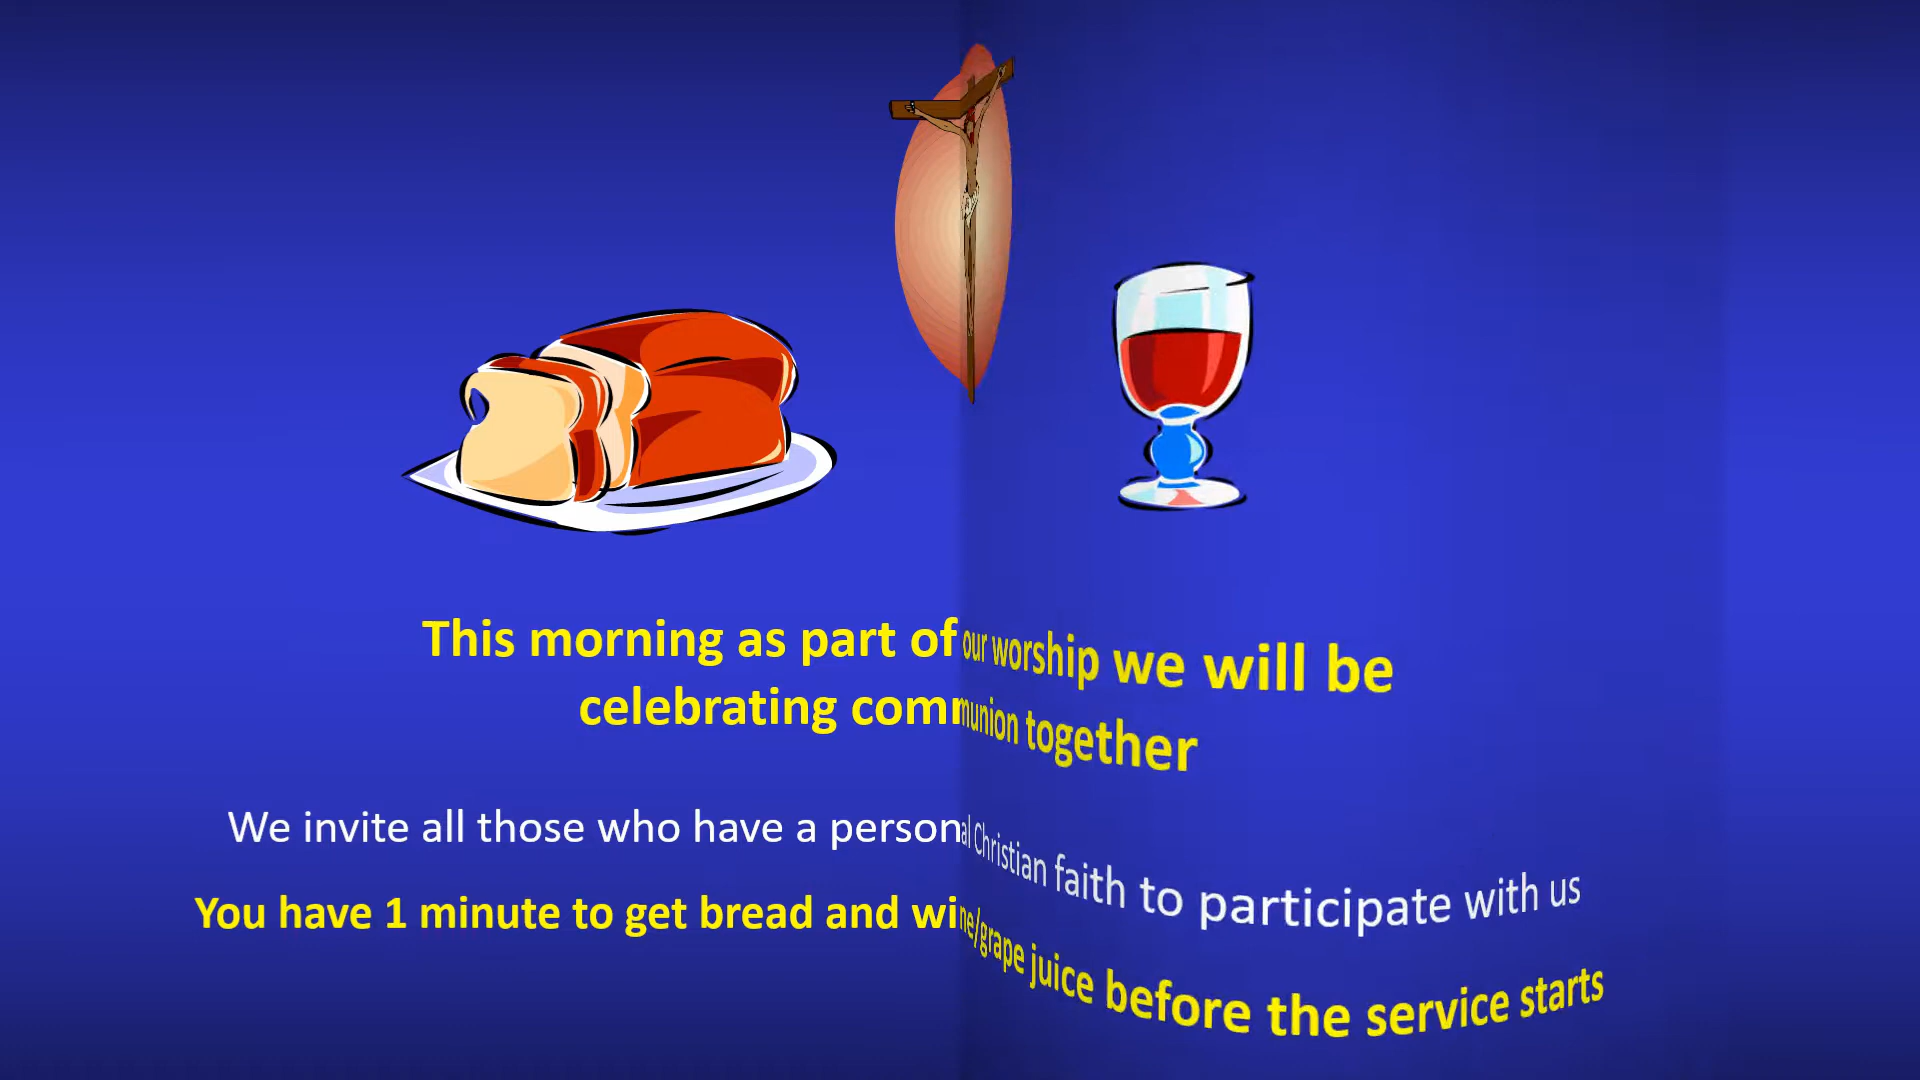 This morning as part of our worship we will be
celebrating communion together
We invite all those who have a personal Christian faith to participate with us
You have 1 minute to get bread and wine/grape juice before the service starts